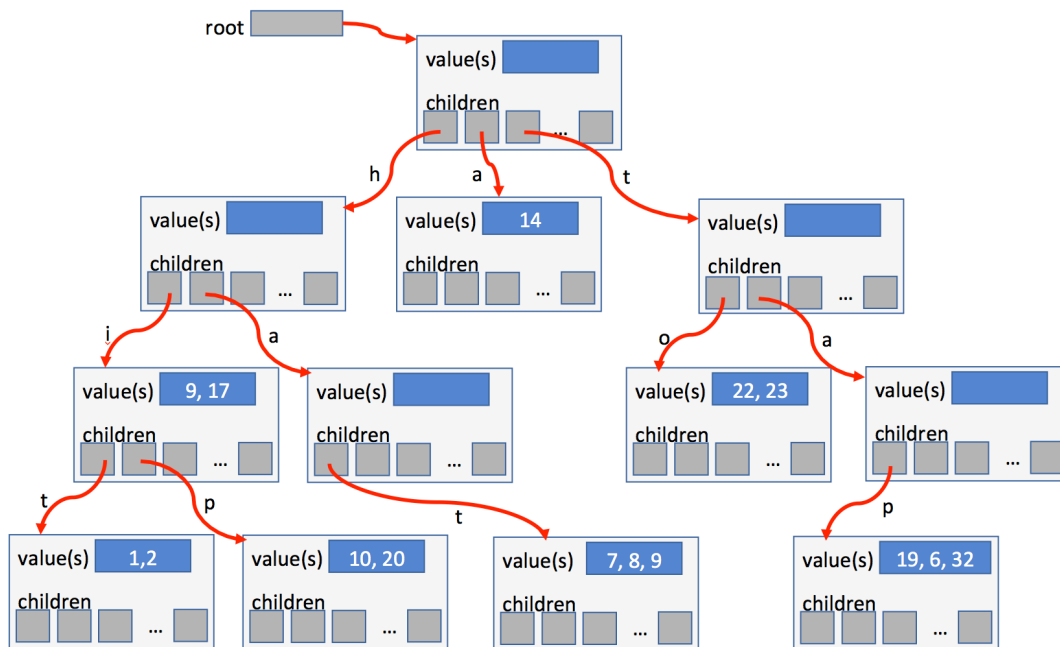 root
value(s)
children
...
h
a
t
value(s)
children
...
value(s) 14
children
...
value(s)
children
...
i
a
o
a
value(s) 9, 17
children
...
value(s)
children
...
value(s) 22, 23
children
...
value(s)
children
...
t
p
t
p
value(s) 1,2
children
...
value(s) 10, 20
children
...
value(s) 7, 8, 9
children
...
value(s) 19, 6, 32
children
...